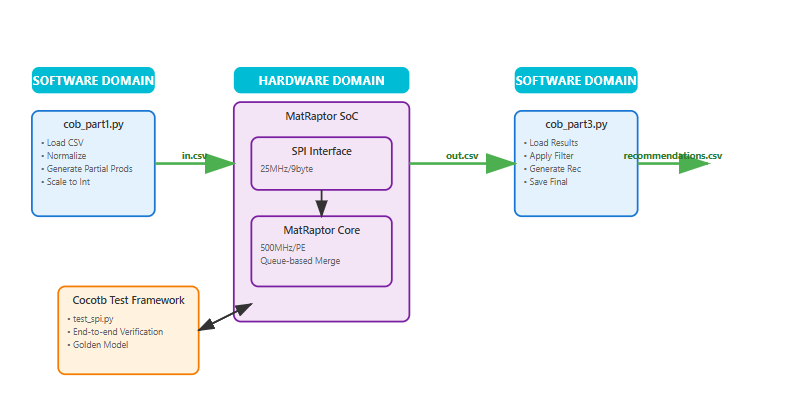 SOFTWARE DOMAIN
cob_part1.py
• Load CSV
• Normalize
• Generate Partial Prods
• Scale to Int
in.csv
HARDWARE DOMAIN
MatRaptor SoC
SPI Interface
25MHz/9byte
MatRaptor Core
500MHz/PE
Queue-based Merge
out.csv
SOFTWARE DOMAIN
cob_part3.py
• Load Results
• Apply Filter
• Generate Rec
• Save Final
recommendations.csv
Cocotb Test Framework
• test_spi.py
• End-to-end Verification
• Golden Model